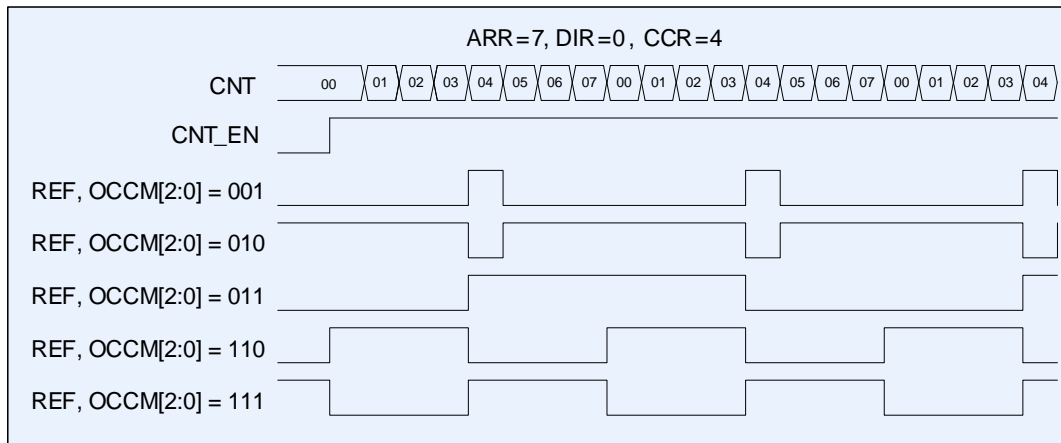 ARR=7, DIR=0, CCR=4
CNT 00 01 02 03 04 05 06 07 00 01 02 03 04 05 06 07 00 01 02 03 04
CNT_EN
REF, OCCM[2:0] = 001
REF, OCCM[2:0] = 010
REF, OCCM[2:0] = 011
REF, OCCM[2:0] = 110
REF, OCCM[2:0] = 111